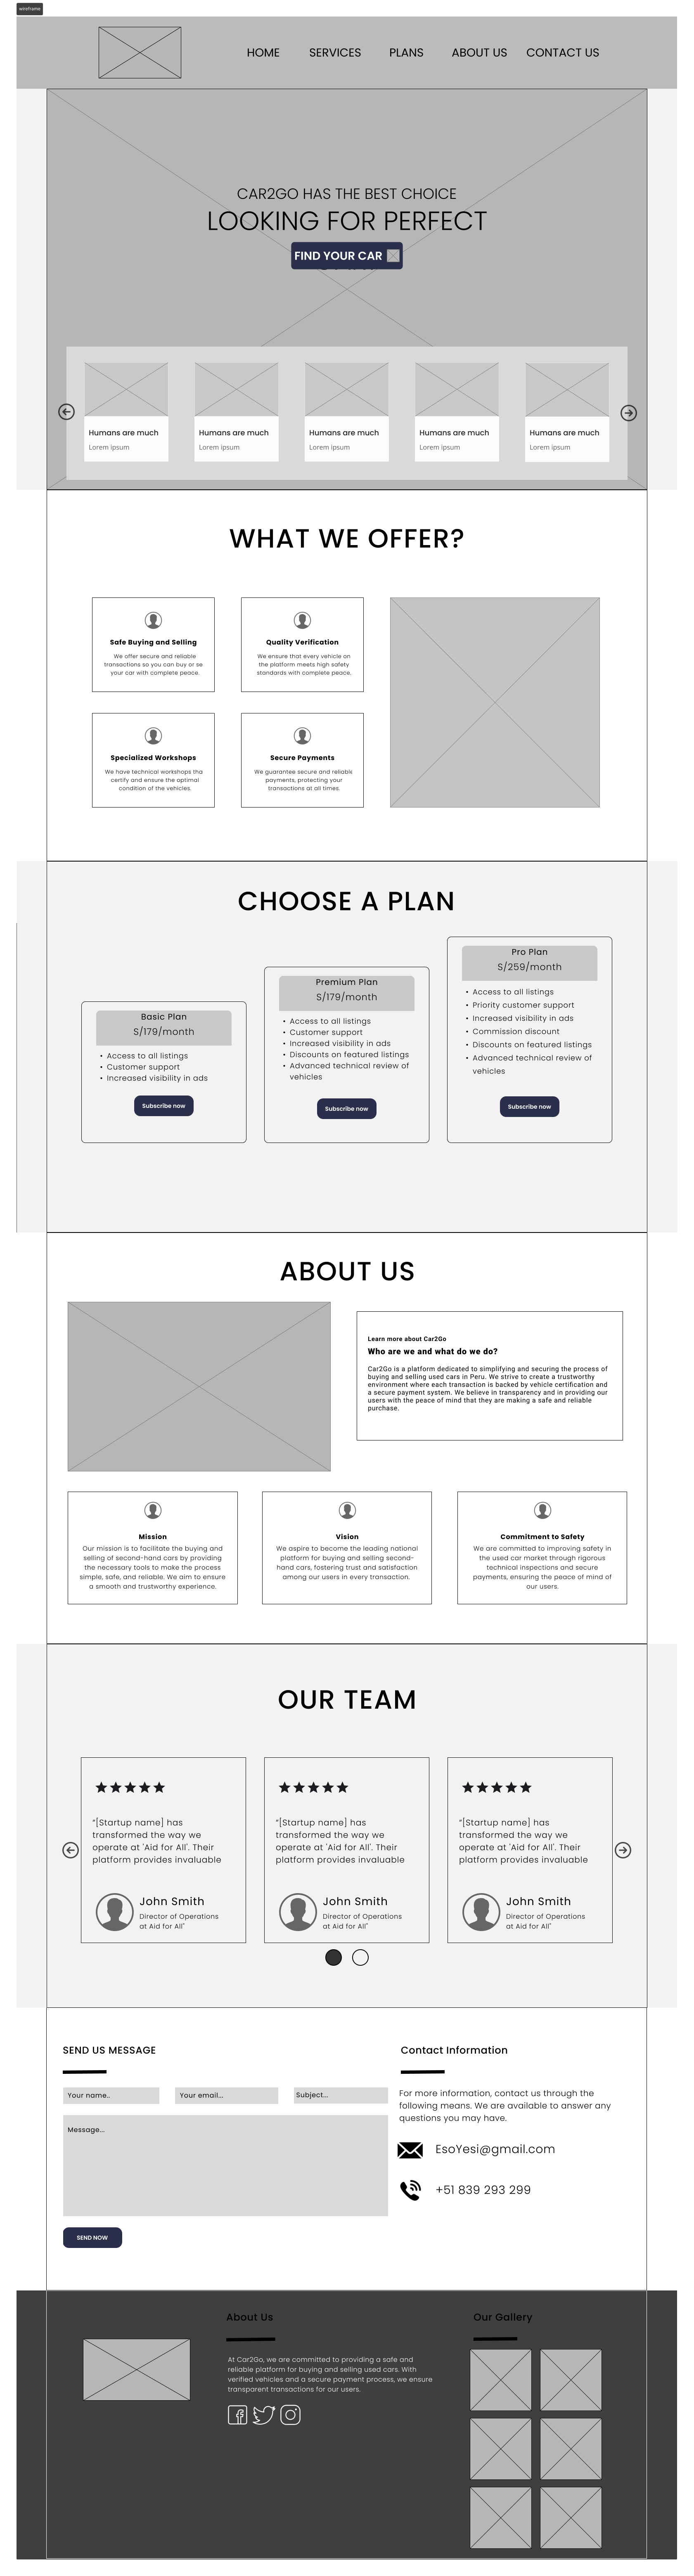 wireframe
HOME SERVICES PLANS ABOUT US CONTACT US
CAR2GO HAS THE BEST CHOICE
LOOKING FOR PERFECT
FIND YOUR CAR
Humans are much
Lorem ipsum
Humans are much
Lorem ipsum
Humans are much
Lorem ipsum
Humans are much
Lorem ipsum
Humans are much
Lorem ipsum
WHAT WE OFFER?
Safe Buying and Selling
We offer secure and reliable
transactions so you can buy or se
your car with complete peace.
Quality Verification
We ensure that every vehicle on
the platform meets high safety
standards with complete peace.
Specialized Workshops
We have technical workshops tha
certify and ensure the optimal
condition of the vehicles.
Secure Payments
We guarantee secure and reliable
payments, protecting your
transactions at all times.
CHOOSE A PLAN
Basic Plan
S/179/month
• Access to all listings
• Customer support
• Increased visibility in ads
Subscribe now
Premium Plan
S/179/month
• Access to all listings
• Customer support
• Increased visibility in ads
• Discounts on featured listings
• Advanced technical review of
vehicles
Subscribe now
Pro Plan
S/259/month
• Access to all listings
• Priority customer support
• Increased visibility in ads
• Commission discount
• Discounts on featured listings
• Advanced technical review of
vehicles
Subscribe now
ABOUT US
Learn more about Car2Go
Who are we and what do we do?
Car2Go is a platform dedicated to simplifying and securing the process of
buying and selling used cars in Peru. We strive to create a trustworthy
environment where each transaction is backed by vehicle certification and
a secure payment system. We believe in transparency and in providing our
users with the peace of mind that they are making a safe and reliable
purchase.
Mission
Our mission is to facilitate the buying and
selling of second-hand cars by providing
the necessary tools to make the process
simple, safe, and reliable. We aim to ensure
a smooth and trustworthy experience.
Vision
We aspire to become the leading national
platform for buying and selling second-
hand cars, fostering trust and satisfaction
among our users in every transaction.
Commitment to Safety
We are committed to improving safety in
the used car market through rigorous
technical inspections and secure
payments, ensuring the peace of mind of
our users.
OUR TEAM
"[Startup name] has
transformed the way we
operate at 'Aid for All'. Their
platform provides invaluable
John Smith
Director of Operations
at Aid for All"
"[Startup name] has
transformed the way we
operate at 'Aid for All'. Their
platform provides invaluable
John Smith
Director of Operations
at Aid for All"
"[Startup name] has
transformed the way we
operate at 'Aid for All'. Their
platform provides invaluable
John Smith
Director of Operations
at Aid for All"
SEND US MESSAGE
Your name..
Your email...
Subject...
Message...
SEND NOW
Contact Information
For more information, contact us through the
following means. We are available to answer any
questions you may have.
EsoYesi@gmail.com
+51 839 293 299
About Us
At Car2Go, we are committed to providing a safe and
reliable platform for buying and selling used cars. With
verified vehicles and a secure payment process, we ensure
transparent transactions for our users.
Our Gallery